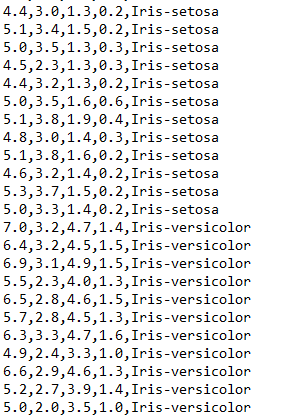 4.4,3.0,1.3,0.2,Iris-setosa
5.1,3.4,1.5,0.2,Iris-setosa
5.0,3.5,1.3,0.3,Iris-setosa
4.5,2.3,1.3,0.3,Iris-setosa
4.4,3.2,1.3,0.2,Iris-setosa
5.0,3.5,1.6,0.6,Iris-setosa
5.1,3.8,1.9,0.4,Iris-setosa
4.8,3.0,1.4,0.3,Iris-setosa
5.1,3.8,1.6,0.2,Iris-setosa
4.6,3.2,1.4,0.2,Iris-setosa
5.3,3.7,1.5,0.2,Iris-setosa
5.0,3.3,1.4,0.2,Iris-setosa
7.0,3.2,4.7,1.4,Iris-versicolor
6.4,3.2,4.5,1.5,Iris-versicolor
6.9,3.1,4.9,1.5,Iris-versicolor
5.5,2.3,4.0,1.3,Iris-versicolor
6.5,2.8,4.6,1.5,Iris-versicolor
5.7,2.8,4.5,1.3,Iris-versicolor
6.3,3.3,4.7,1.6,Iris-versicolor
4.9,2.4,3.3,1.0,Iris-versicolor
6.6,2.9,4.6,1.3,Iris-versicolor
5.2,2.7,3.9,1.4,Iris-versicolor
5.0,2.0,3.5,1.0,Iris-versicolor